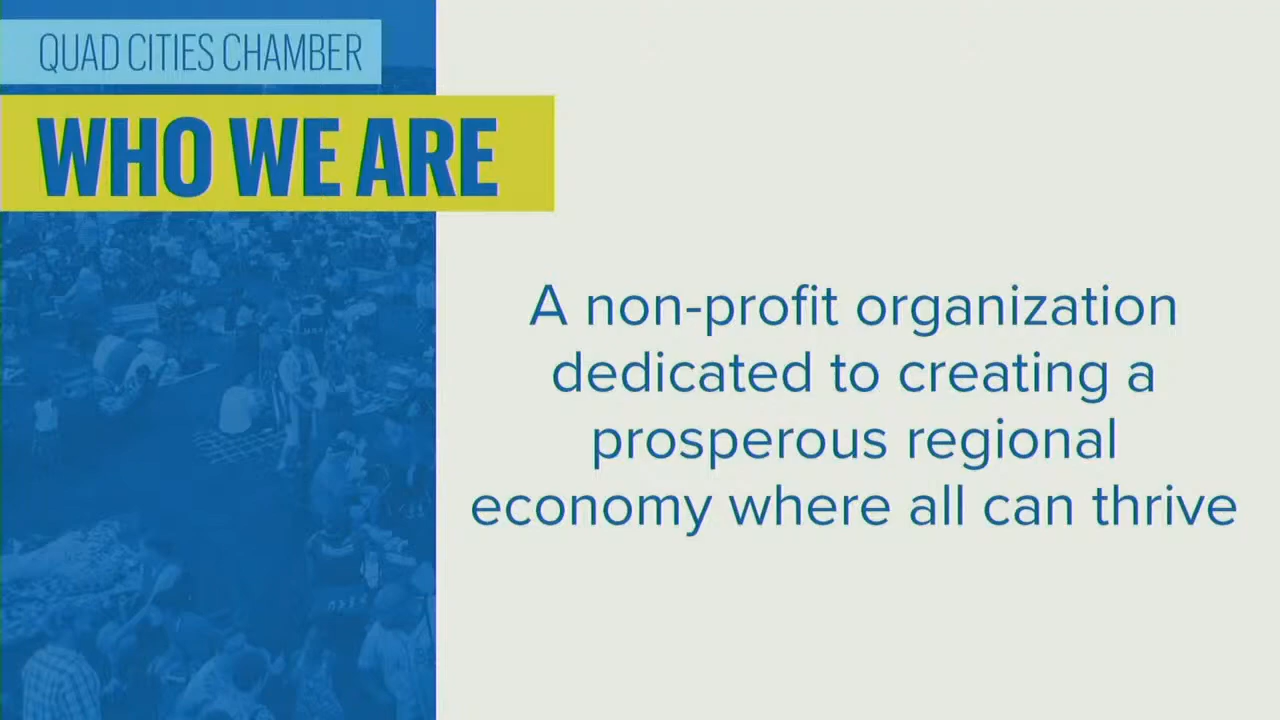 QUAD CITIES CHAMBER
WHO WE ARE
A non-profit organization
dedicated to creating a
prosperous regional
economy where all can thrive